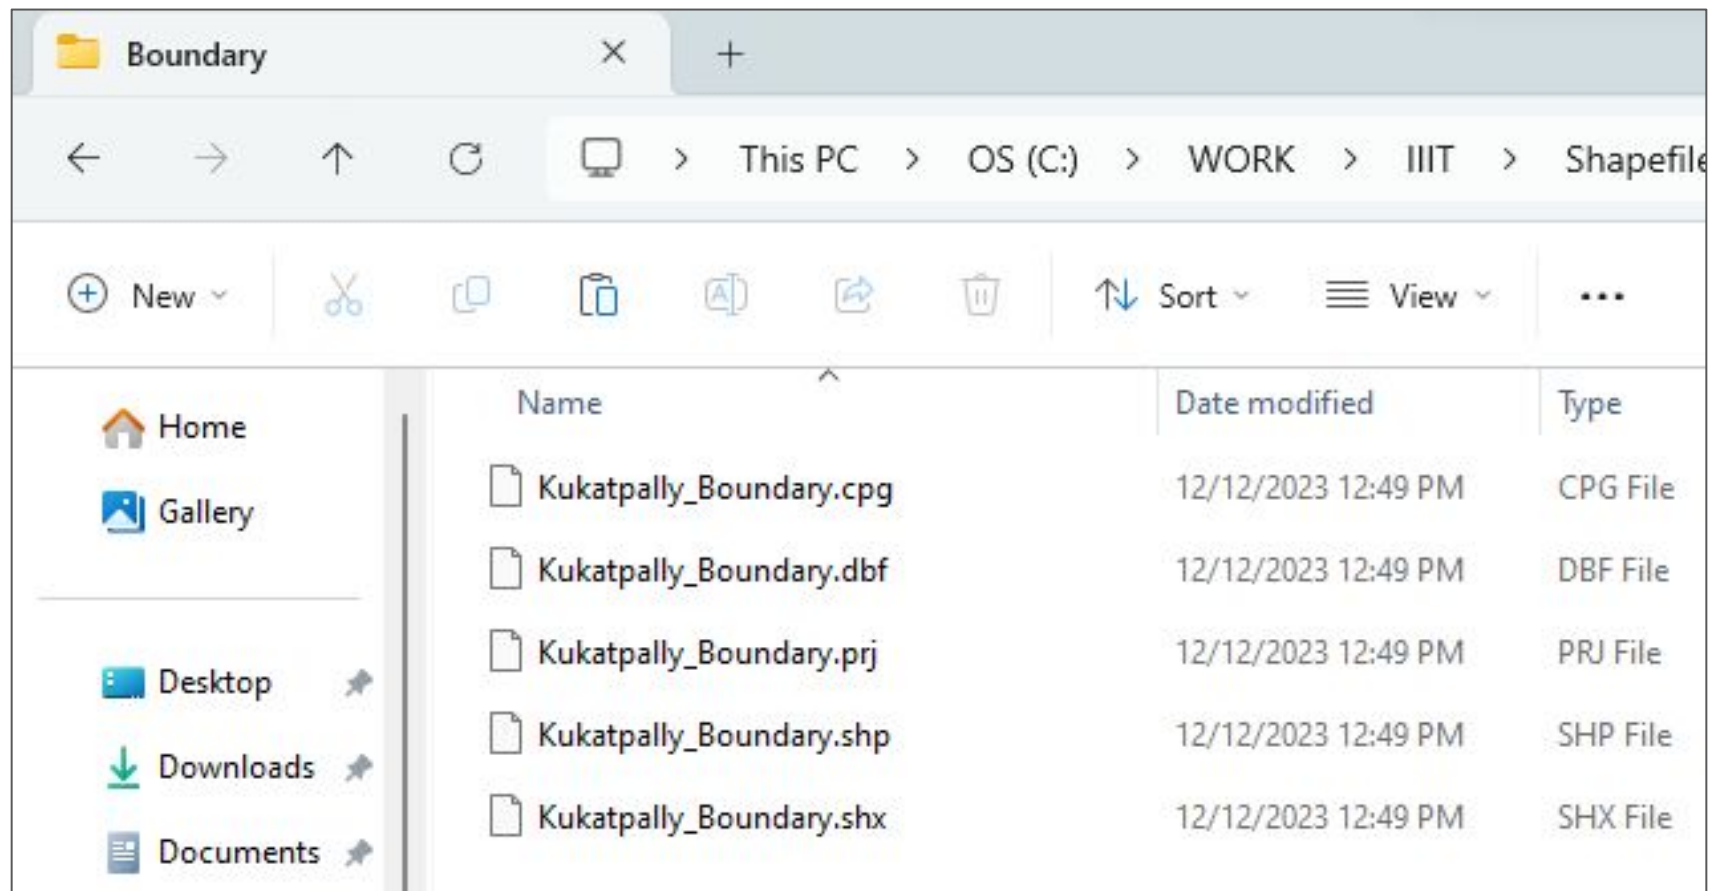 Boundary
This PC > OS (C:) > WORK > IIIT > Shapefile
New Sort View
Name Date modified Type
Home
Gallery
Desktop
Downloads
Documents
Kukatpally_Boundary.cpg 12/12/2023 12:49 PM CPG File
Kukatpally_Boundary.dbf 12/12/2023 12:49 PM DBF File
Kukatpally_Boundary.prj 12/12/2023 12:49 PM PRJ File
Kukatpally_Boundary.shp 12/12/2023 12:49 PM SHP File
Kukatpally_Boundary.shx 12/12/2023 12:49 PM SHX File